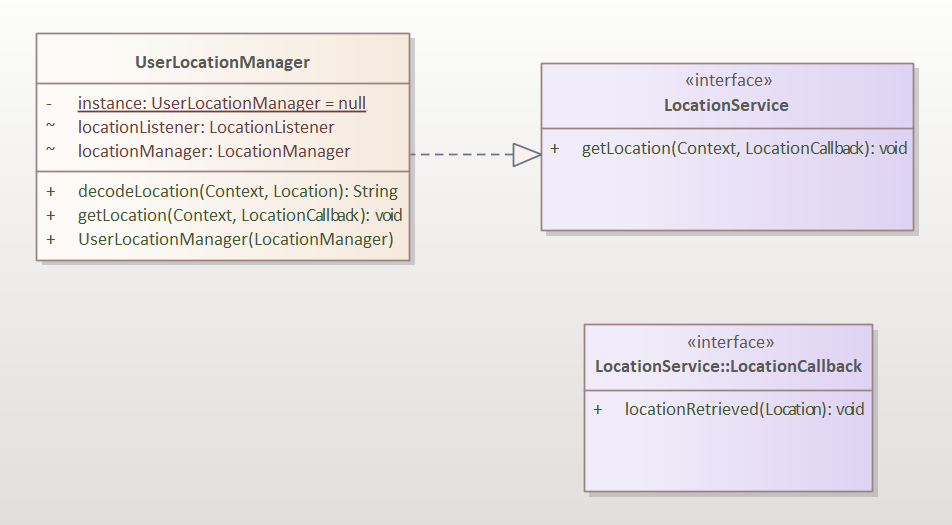 UserLocationManager
- instance: UserLocationManager = null
~ locationListener: LocationListener
~ locationManager: LocationManager
+ decodeLocation(Context, Location): String
+ getLocation(Context, LocationCallback): void
+ UserLocationManager(LocationManager)
«interface»
LocationService
+ getLocation(Context, LocationCallback): void
«interface»
LocationService::LocationCallback
+ locationRetrieved(Location): void